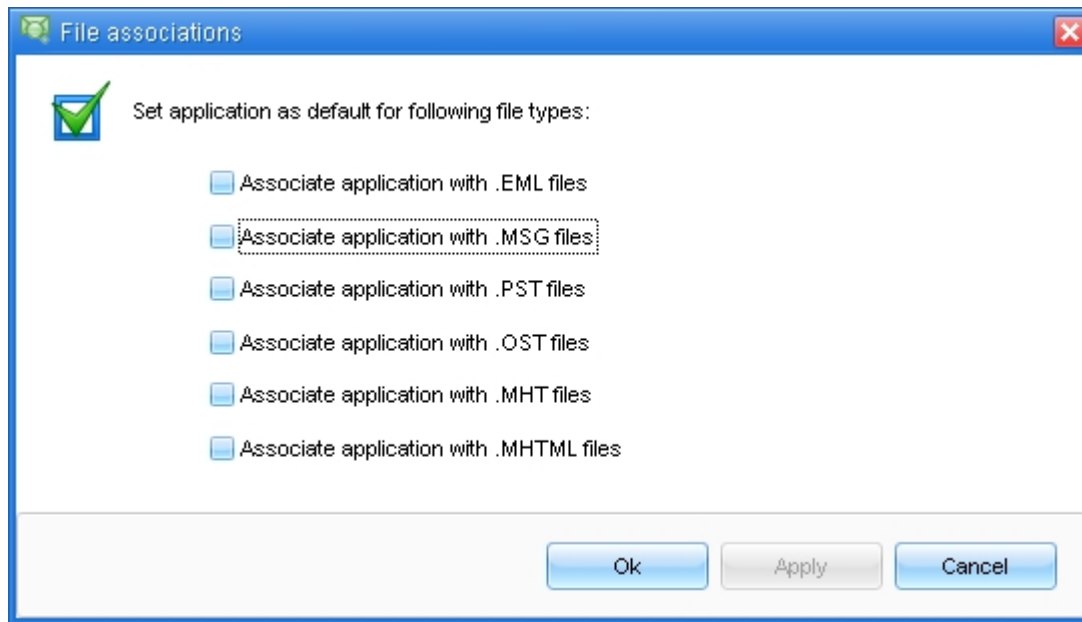 File associations
Set application as default for following file types:
Associate application with .EML files
Associate application with .MSG files
Associate application with .PST files
Associate application with .OST files
Associate application with .MHT files
Associate application with .MHTML files
Ok Apply Cancel